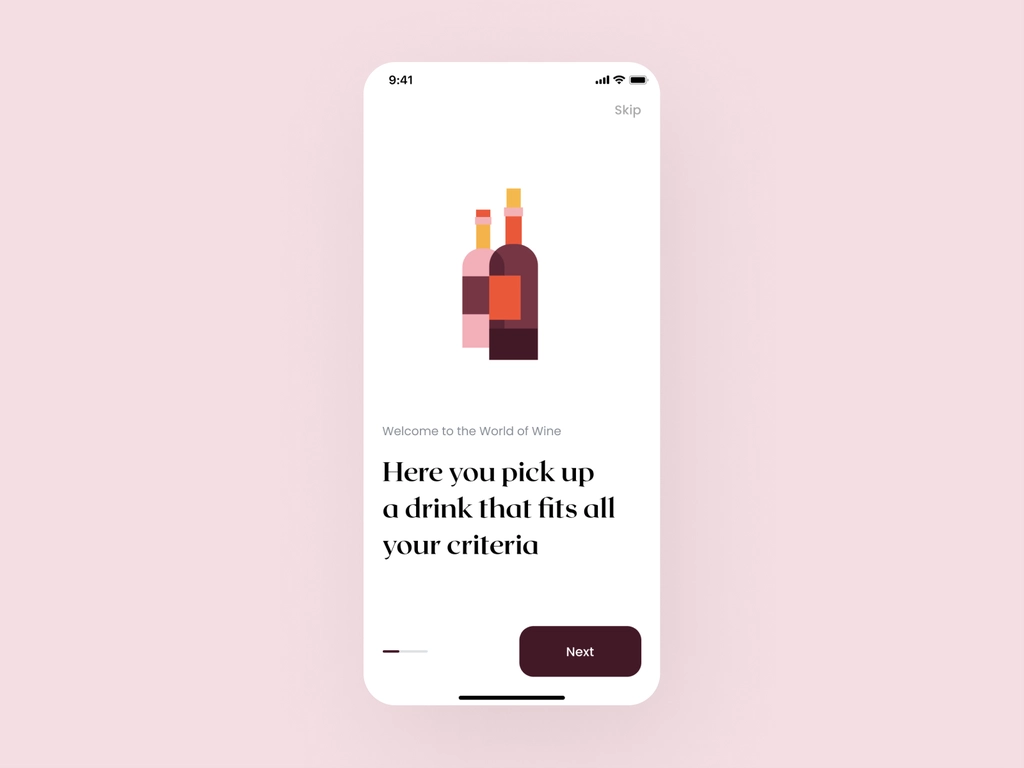 9:41
Skip
Welcome to the World of Wine
Here you pick up
a drink that fits all
your criteria
Next